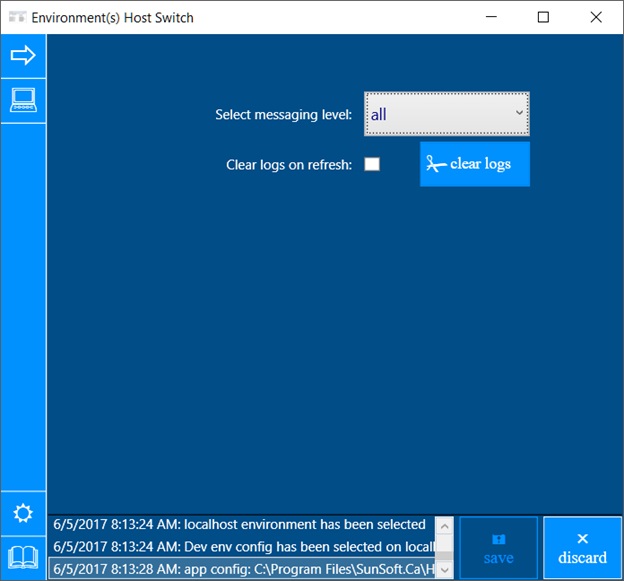 Environment(s) Host Switch
Select messaging level:
all
Clear logs on refresh:
clear logs
6/5/2017 8:13:24 AM: localhost environment has been selected
6/5/2017 8:13:24 AM: Dev env config has been selected on locall
6/5/2017 8:13:28 AM: app config: C:\Program Files\SunSoft.Ca\H
save
discard